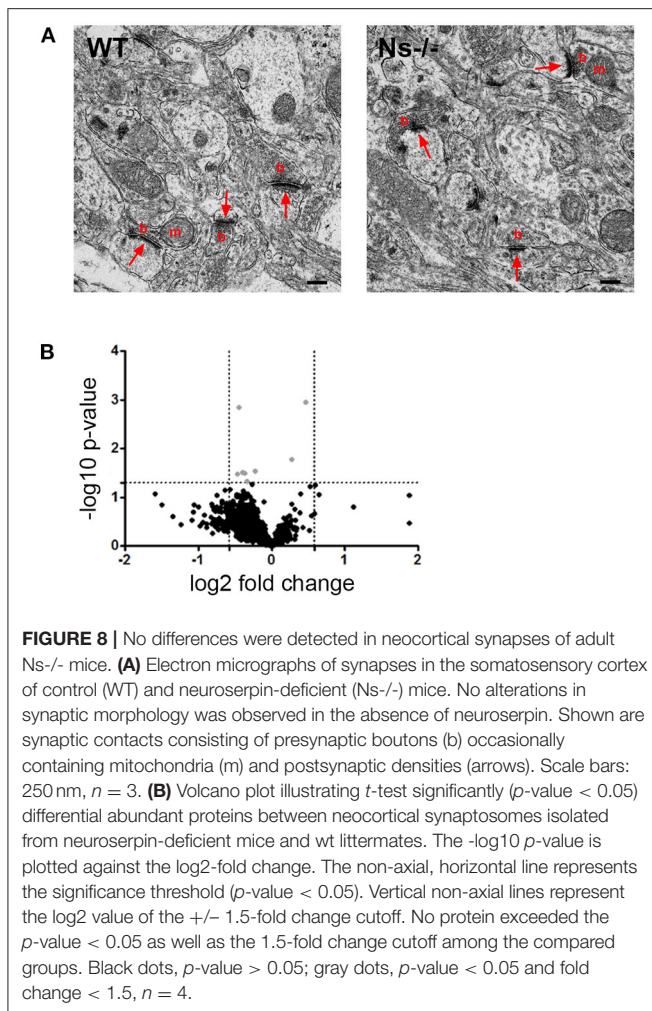 A
WT
Ns-/-
b
m
b
b
m
b
b
b
B
4
3
2
1
0
-log10 p-value
-2
-1
0
1
2
log2 fold change
FIGURE 8 | No differences were detected in neocortical synapses of adult
Ns-/- mice. (A) Electron micrographs of synapses in the somatosensory cortex
of control (WT) and neuroserpin-deficient (Ns-/-) mice. No alterations in
synaptic morphology was observed in the absence of neuroserpin. Shown are
synaptic contacts consisting of presynaptic boutons (b) occasionally
containing mitochondria (m) and postsynaptic densities (arrows). Scale bars:
250 nm, n = 3. (B) Volcano plot illustrating t-test significantly (p-value < 0.05)
differential abundant proteins between neocortical synaptosomes isolated
from neuroserpin-deficient mice and wt littermates. The -log10 p-value is
plotted against the log2-fold change. The non-axial, horizontal line represents
the significance threshold (p-value < 0.05). Vertical non-axial lines represent
the log2 value of the +/– 1.5-fold change cutoff. No protein exceeded the
p-value < 0.05 as well as the 1.5-fold change cutoff among the compared
groups. Black dots, p-value > 0.05; gray dots, p-value < 0.05 and fold
change < 1.5, n = 4.